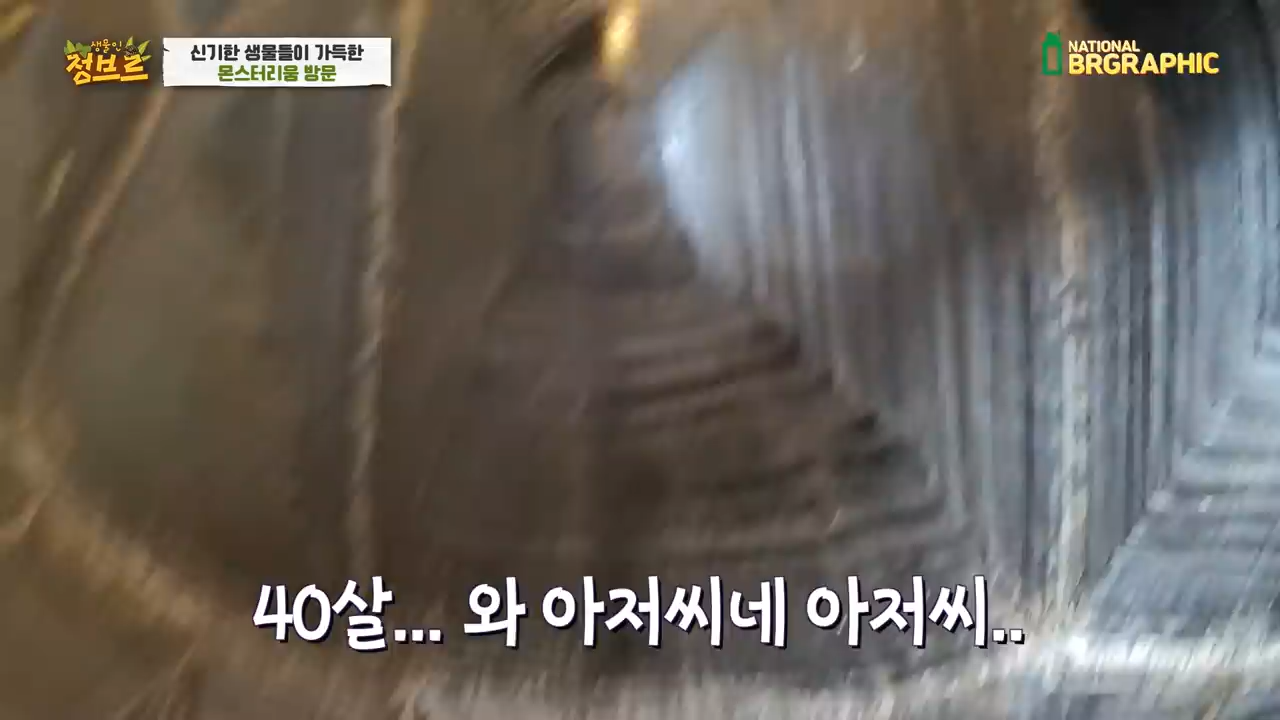 생물인
정브르
신기한 생물들이 가득한
몬스터리움 방문
NATIONAL
BRGRAPHIC
40살... 와 아저씨네 아저씨..